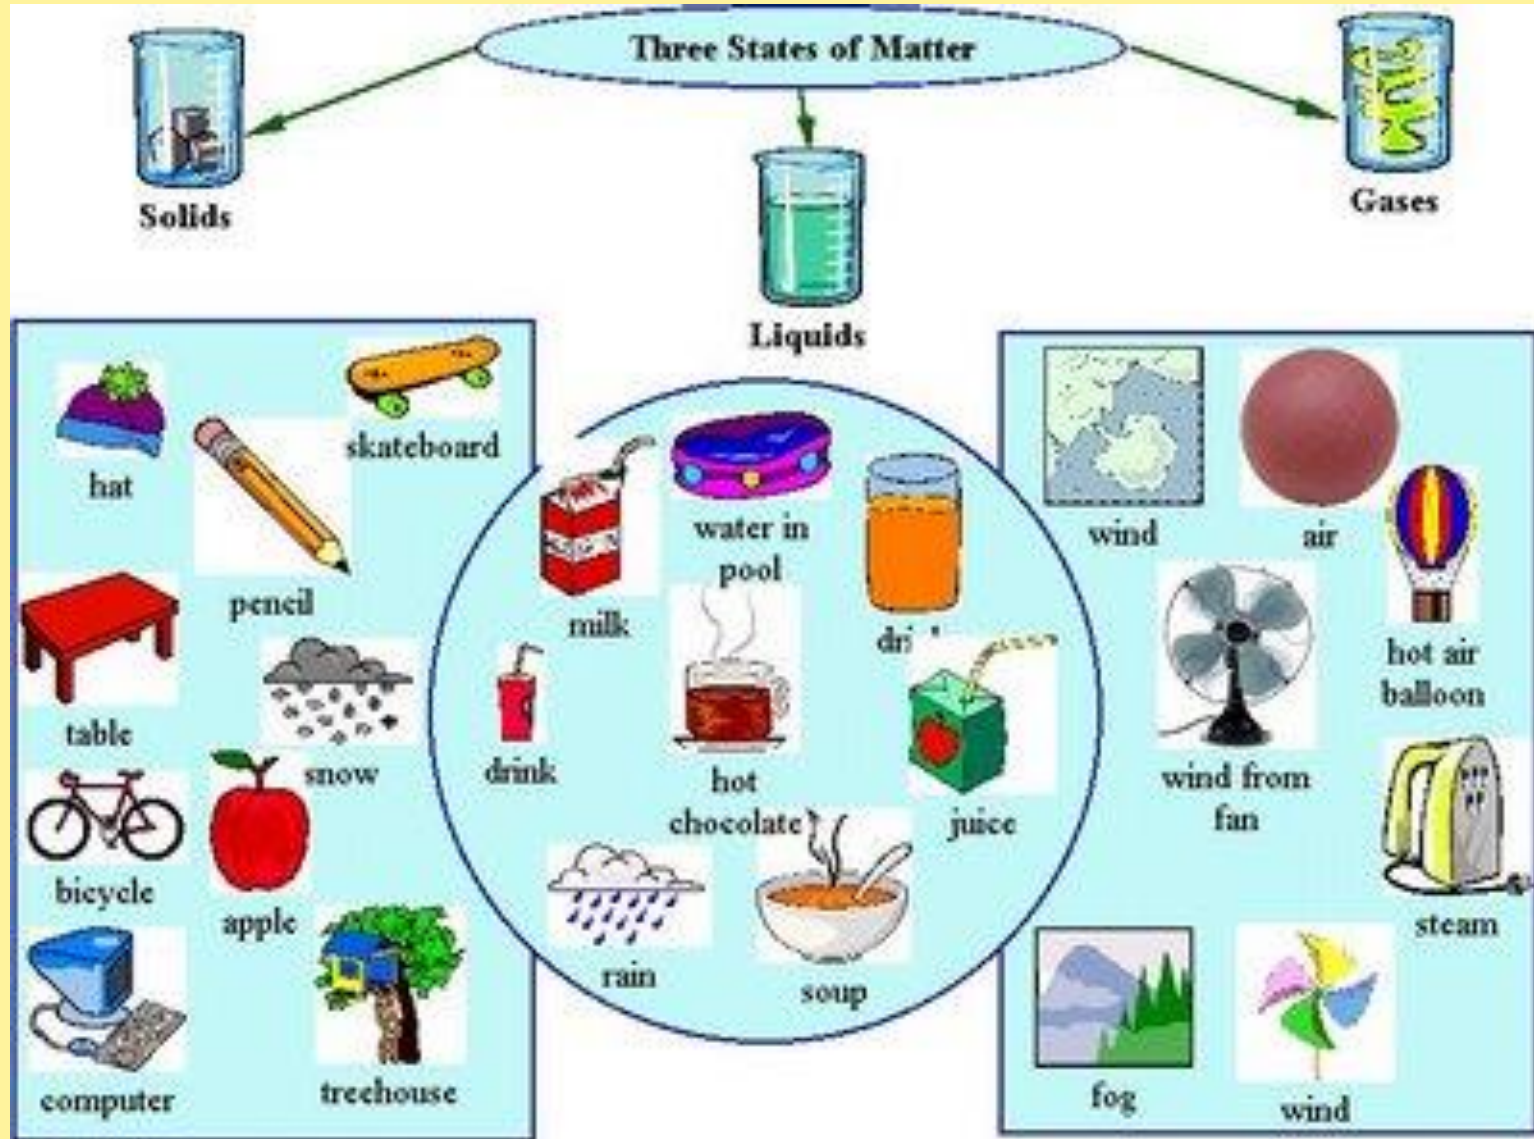 Three States of Matter
Solids
Liquids
Gases
hat
skateboard
pencil
table
snow
bicycle
apple
computer
treehouse
milk
water in
pool
drink
hot
chocolate
juice
rain
soup
wind
air
hot air
balloon
wind from
fan
steam
fog
wind